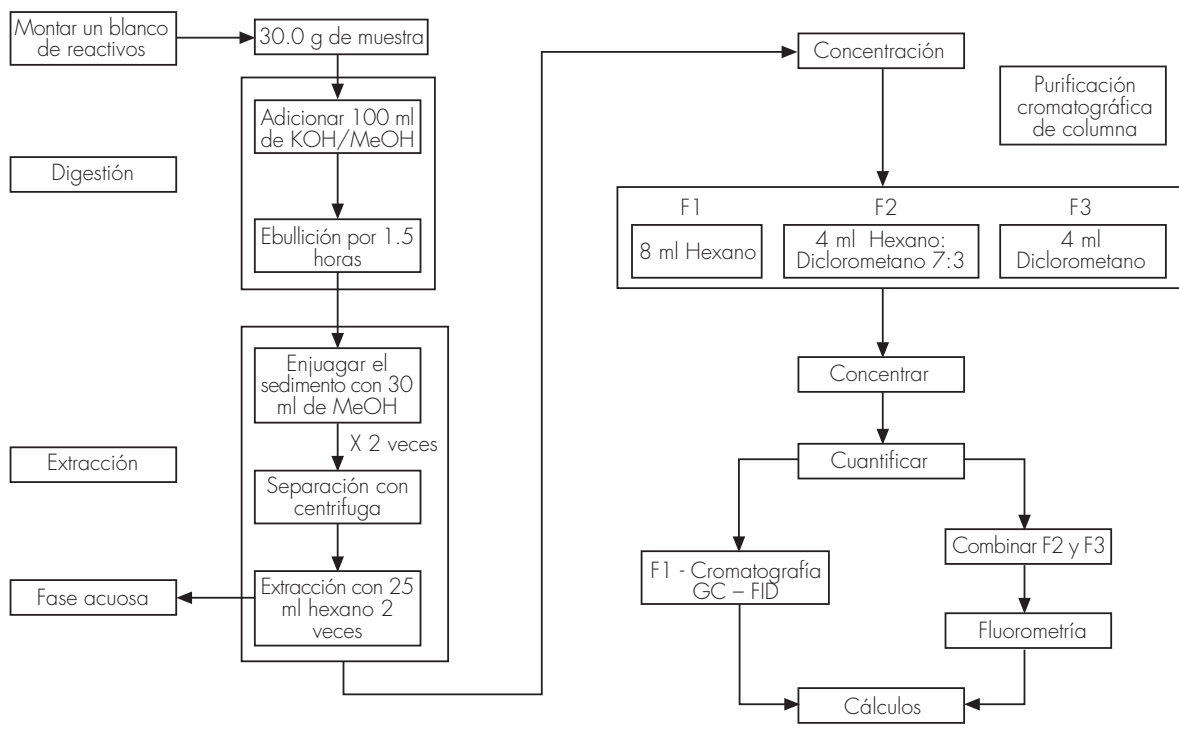 Montar un blanco
de reactivos
30.0 g de muestra
Adicionar 100 ml
de KOH/MeOH
Digestión
Ebullición por 1.5
horas
Enjuagar el
sedimento con 30
ml de MeOH
X 2 veces
Extracción
Separación con
centrifuga
Fase acuosa
Extracción con 25
ml hexano 2
veces
Concentración
Purificación
cromatográfica
de columna
F1
8 ml Hexano
F2
4 ml Hexano:
Diclorometano 7:3
F3
4 ml
Diclorometano
Concentrar
Cuantificar
F1 - Cromatografía
GC – FID
Combinar F2 y F3
Fluorometría
Cálculos